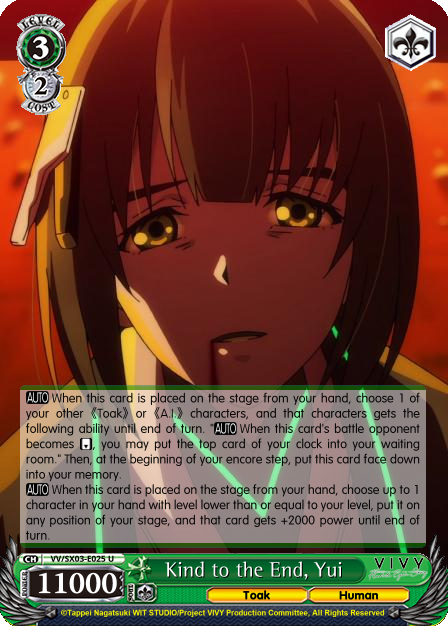 LEVEL
3
2
COST
AUTO When this card is placed on the stage from your hand, choose 1 of
your other 《Toak》 or 《A.I.》 characters, and that characters gets the
following ability until end of turn. "AUTO When this card's battle opponent
becomes , you may put the top card of your clock into your waiting
room." Then, at the beginning of your encore step, put this card face down
into your memory.
AUTO When this card is placed on the stage from your hand, choose up to 1
character in your hand with level lower than or equal to your level, put it on
any position of your stage, and that card gets +2000 power until end of
turn.
CH VV/SX03-E025 U
POWER 11000 SOUL
Kind to the End, Yui
VIVY
Toak Human
©Tappei Nagatsuki WIT STUDIO/Project VIVY Production Committee, All Rights Reserved